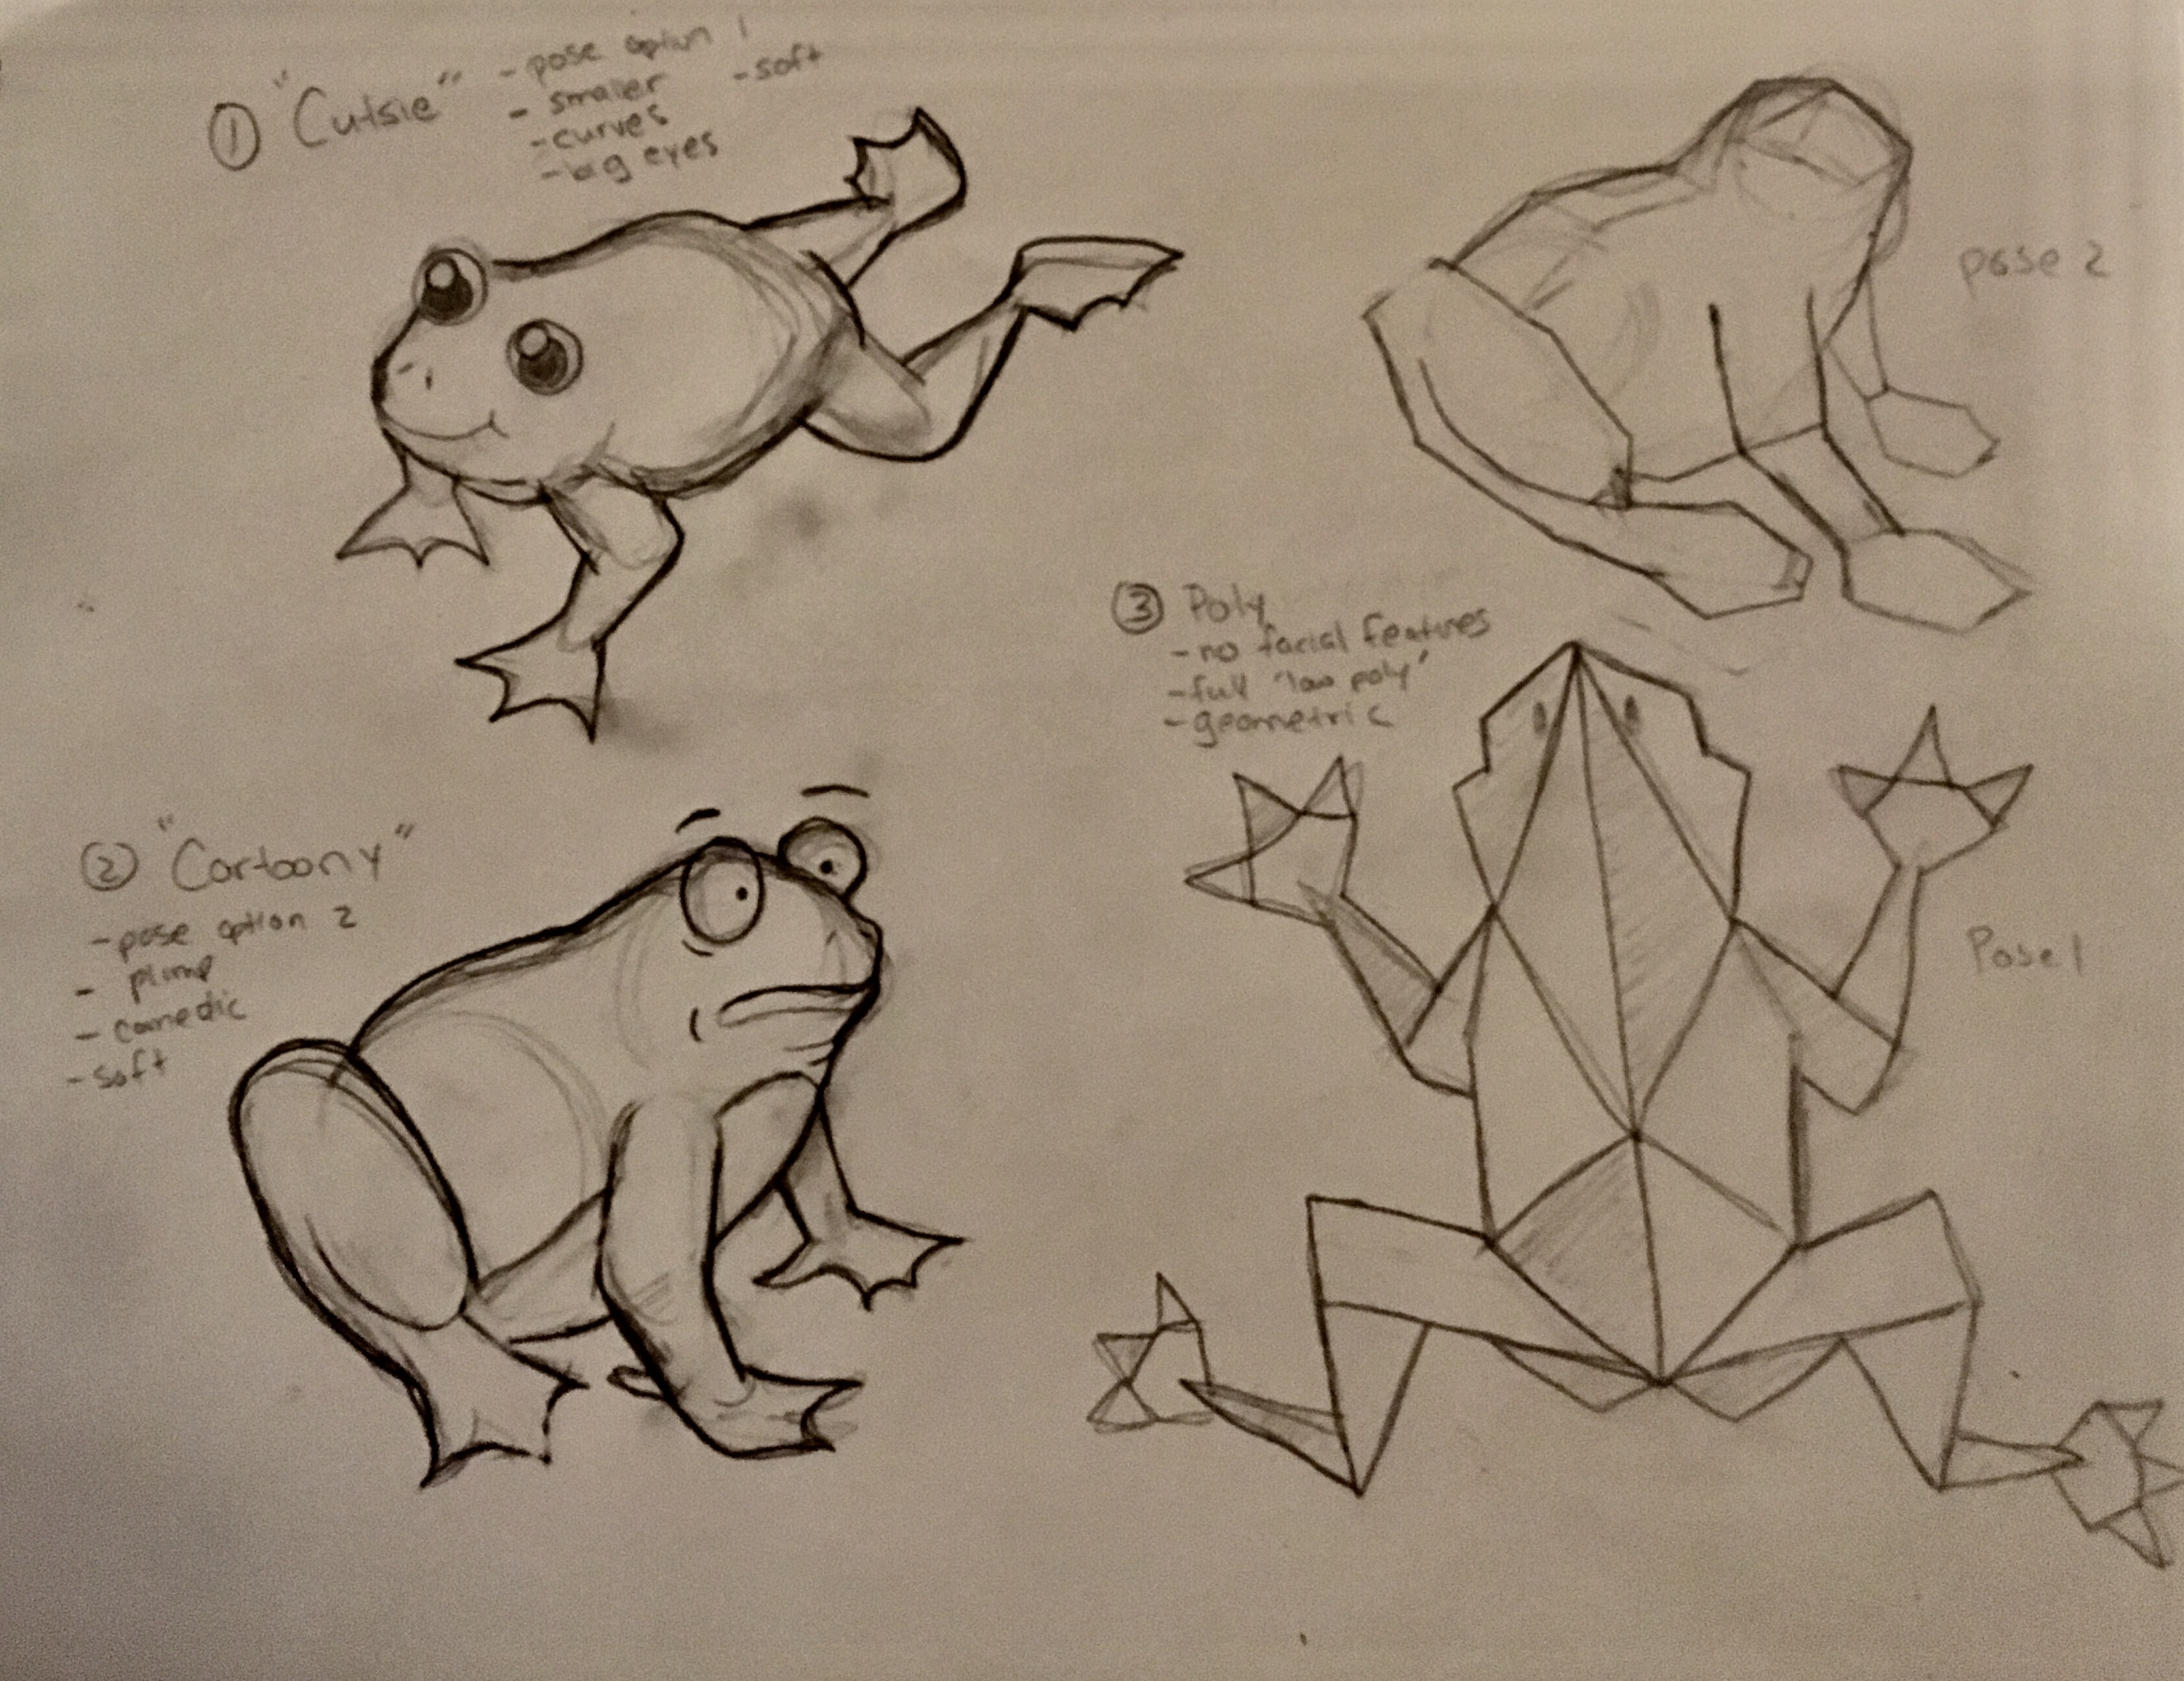 ① "Cutsie"
- pose option 1
- smaller
- soft
- curves
- big eyes
pose 2
③ Poly
- no facial features
- full "low poly"
- geometric
② "Cartoony"
- pose option 2
- plump
- comedic
- soft
Pose 1